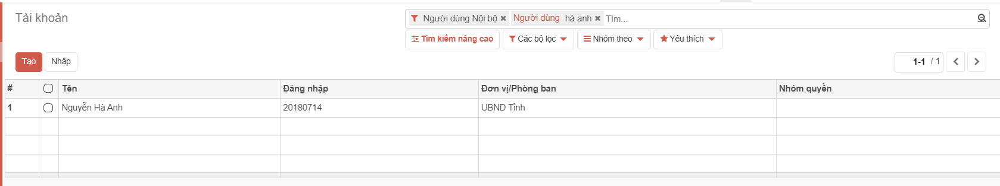 Tài khoản
Người dùng Nội bộ Người dùng hà anh Tìm...
Tìm kiếm nâng cao Các bộ lọc Nhóm theo Yêu thích
Tạo Nhập 1-1 / 1
# Tên Đăng nhập Đơn vị/Phòng ban Nhóm quyền
1 Nguyễn Hà Anh 20180714 UBND Tỉnh